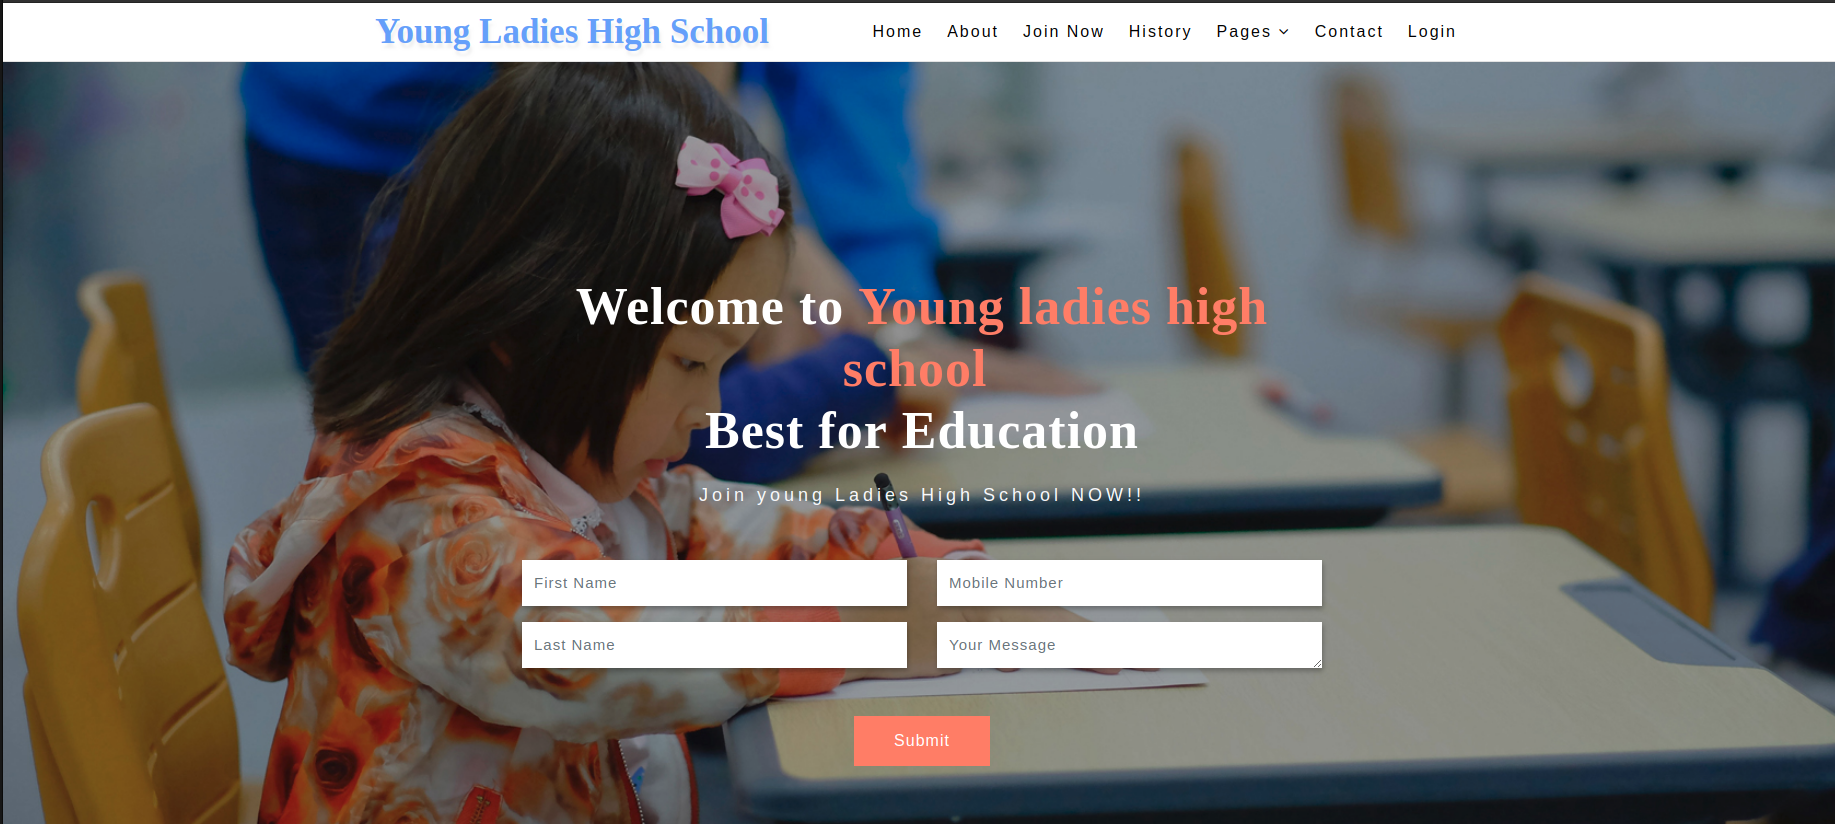 Young Ladies High School
Home About Join Now History Pages Contact Login
Welcome to Young ladies high
school
Best for Education
Join young Ladies High School NOW!!
First Name Mobile Number
Last Name Your Message
Submit